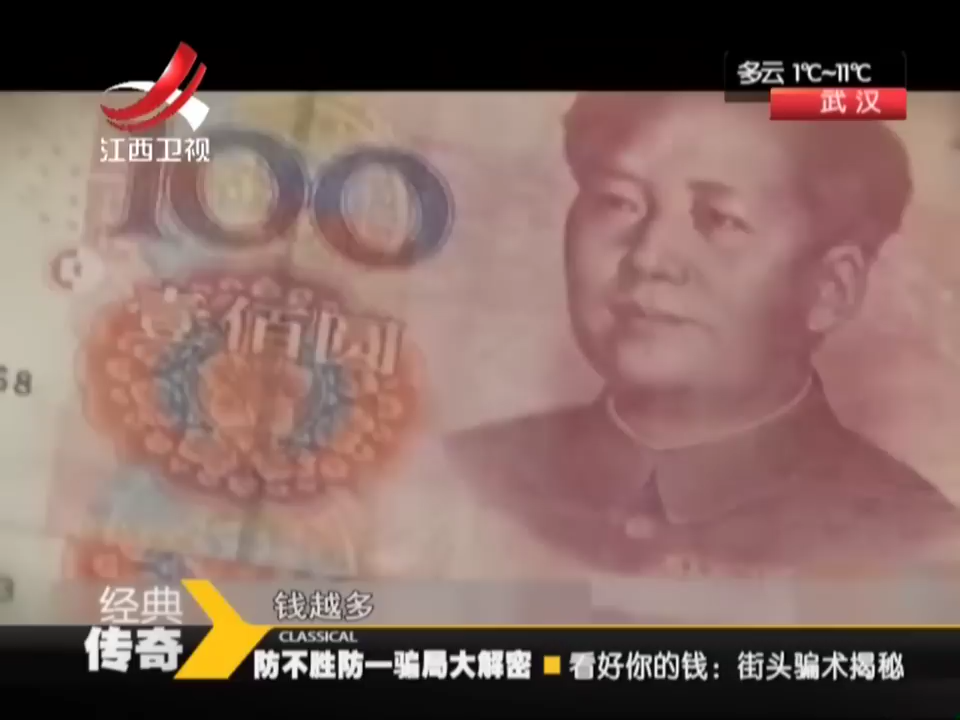 多云 1℃~11℃
武汉
江西卫视
100
壹佰圆
68
钱越多
经典
传奇
CLASSICAL
防不胜防—骗局大解密 看好你的钱：街头骗术揭秘